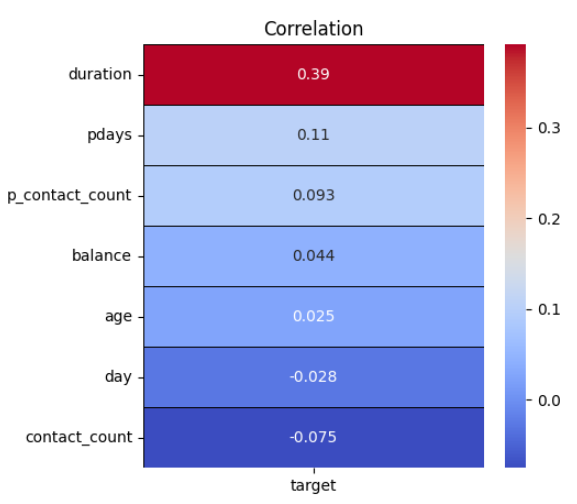 Correlation
duration 0.39
pdays 0.11
p_contact_count 0.093
balance 0.044
age 0.025
day -0.028
contact_count -0.075
target
0.3
0.2
0.1
0.0